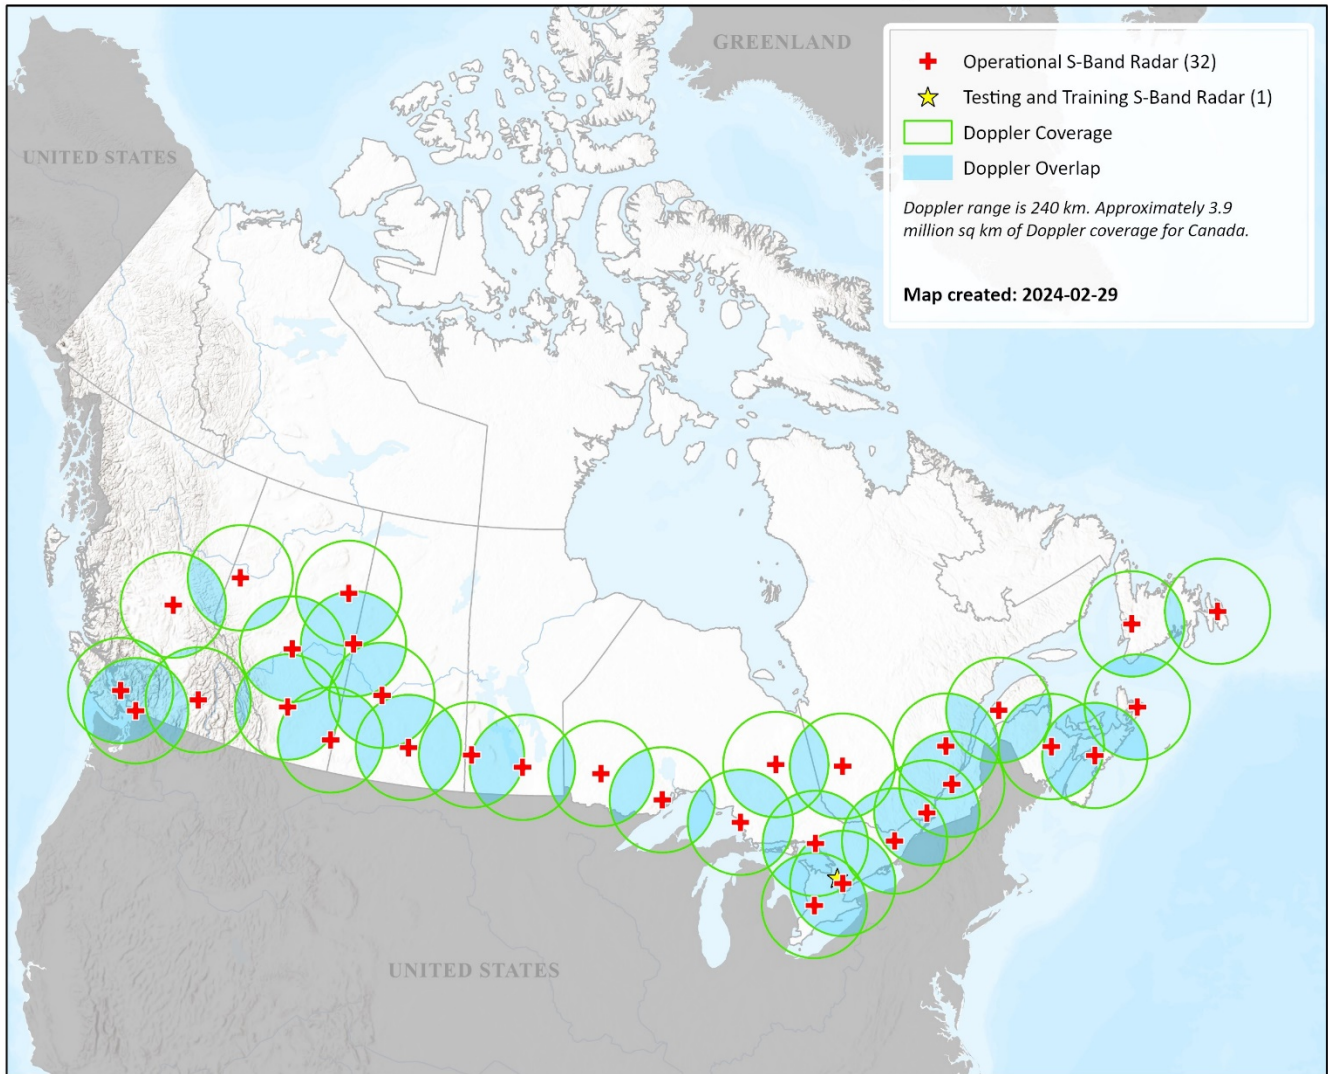 GREENLAND
Operational S-Band Radar (32)
Testing and Training S-Band Radar (1)
Doppler Coverage
Doppler Overlap
Doppler range is 240 km. Approximately 3.9
million sq km of Doppler coverage for Canada.
Map created: 2024-02-29
UNITED STATES
UNITED STATES